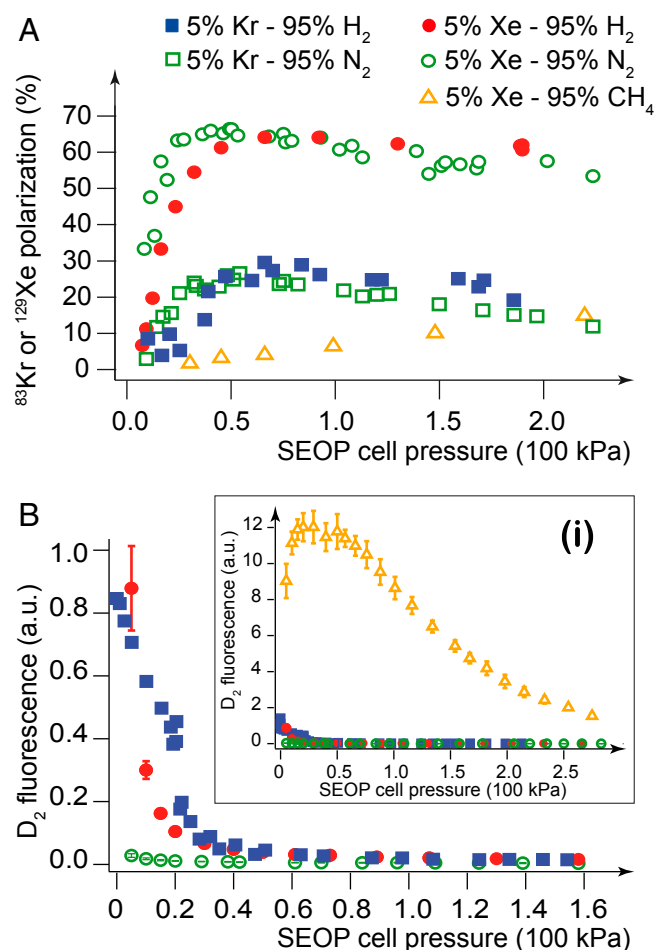 A
5% Kr - 95% H₂
5% Xe - 95% H₂
5% Kr - 95% N₂
5% Xe - 95% N₂
5% Xe - 95% CH₄
⁸³Kr or ¹²⁹Xe polarization (%)
70
60
50
40
30
20
10
0
0.0 0.5 1.0 1.5 2.0
SEOP cell pressure (100 kPa)
B
D₂ fluorescence (a.u.)
1.0
0.8
0.6
0.4
0.2
0.0
0 0.2 0.4 0.6 0.8 1.0 1.2 1.4 1.6
SEOP cell pressure (100 kPa)
(i)
D₂ fluorescence (a.u.)
12
10
8
6
4
2
0
0 0.5 1.0 1.5 2.0 2.5
SEOP cell pressure (100 kPa)